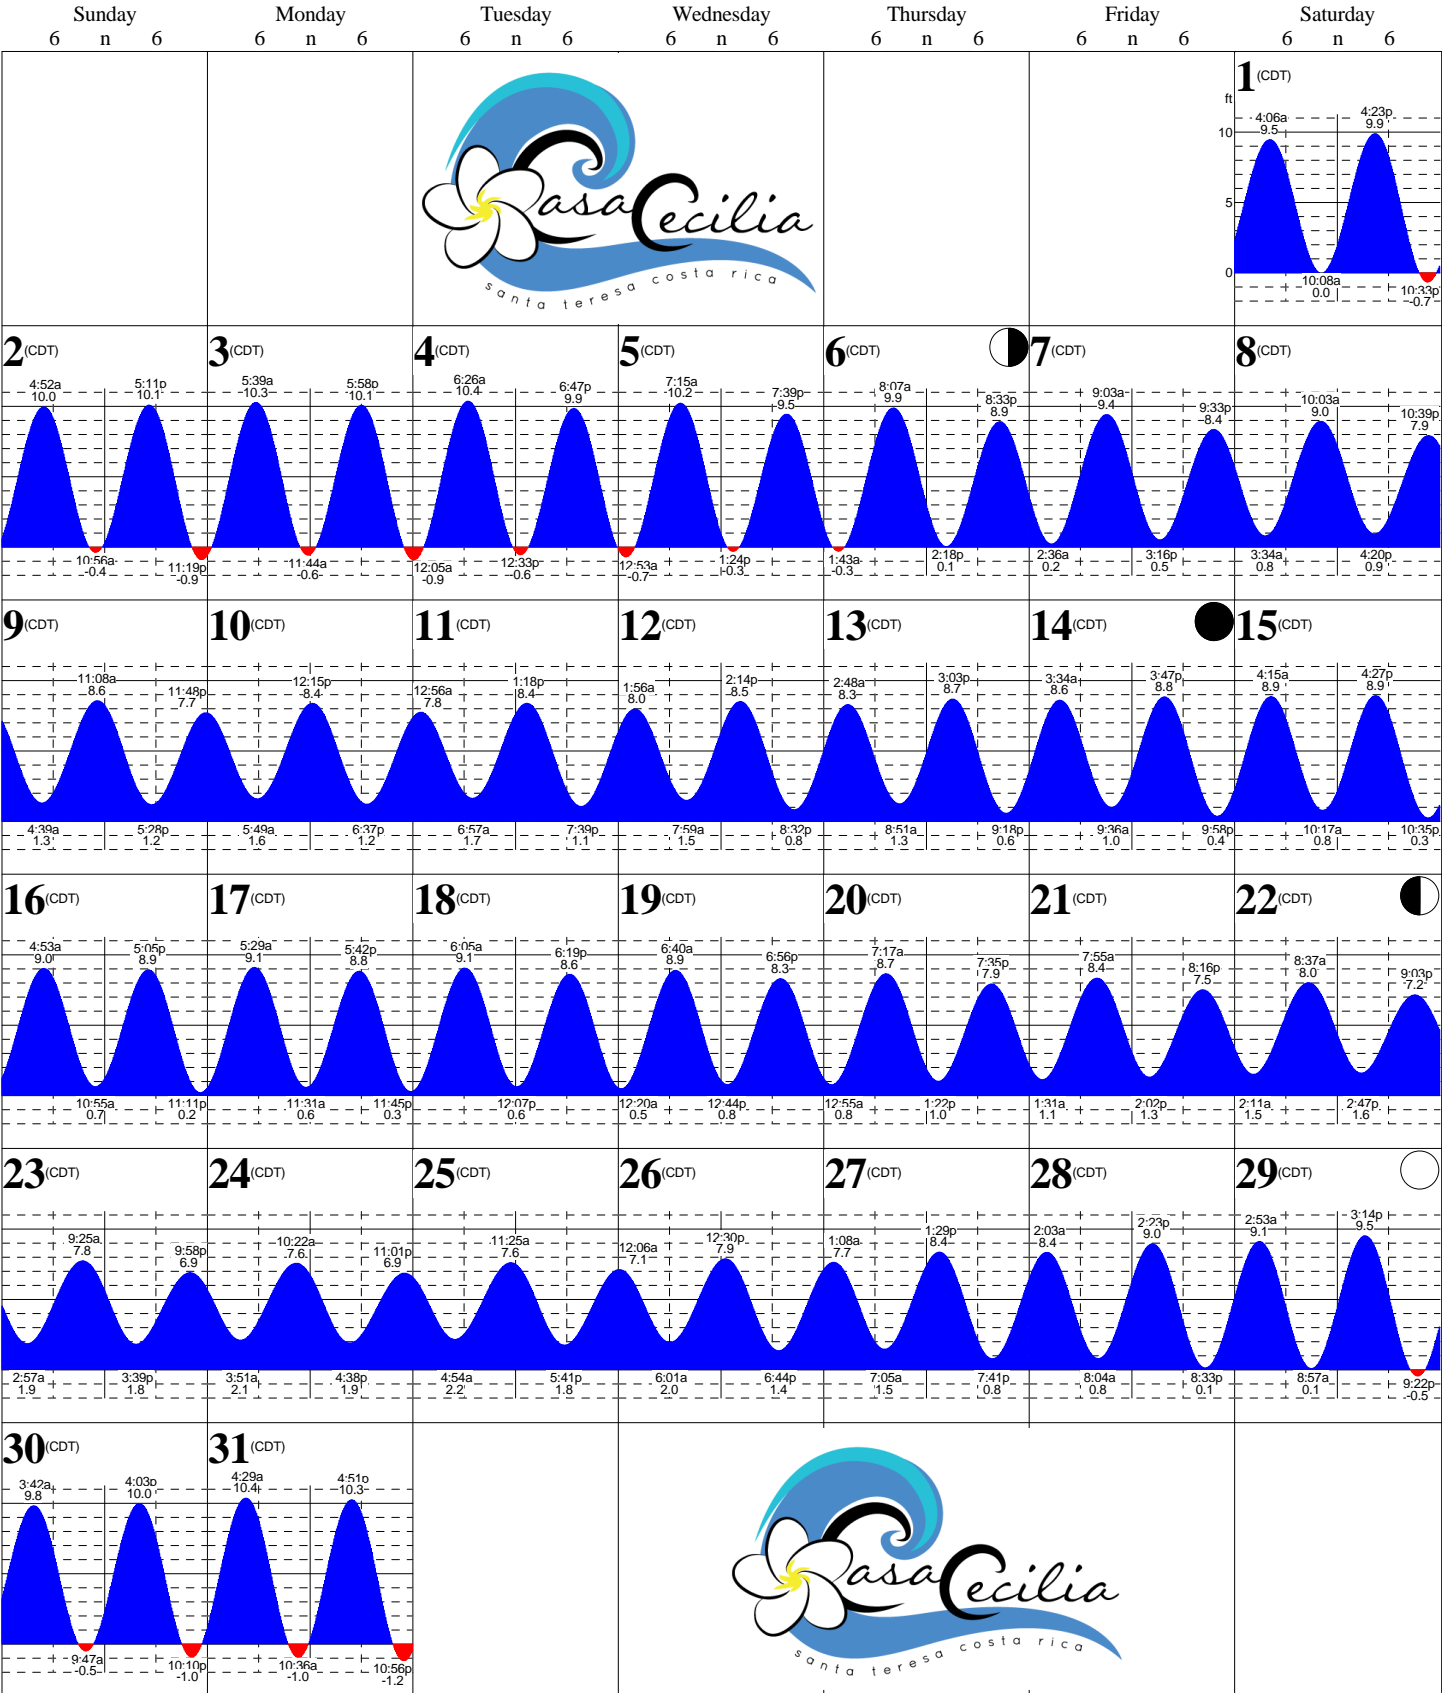 Sunday Monday Tuesday Wednesday Thursday Friday Saturday
6 n 6 6 n 6 6 n 6 6 n 6 6 n 6 6 n 6 6 n 6
Casa Cecilia
santa teresa costa rica
1 (CDT)
ft
10
5
0
4:06a 4:23p
9.5 9.9
10:08a 10:33p
0.0 -0.7
2 (CDT) 3 (CDT) 4 (CDT) 5 (CDT) 6 (CDT) 7 (CDT) 8 (CDT)
4:52a 5:11p 5:39a 5:58p 6:26a 6:47p 7:15a 7:39p 8:07a 8:33p 9:03a 9:33p 10:03a 10:39p
10.0 10.1 10.3 10.1 10.4 9.9 10.2 9.5 9.9 8.9 9.4 8.4 9.0 7.9
10:56a 11:19p 11:44a 12:05a 12:33p 12:53a 1:24p 1:43a 2:18p 2:36a 3:16p 3:34a 4:20p
-0.4 -0.9 -0.6 -0.9 -0.6 -0.7 -0.3 -0.3 0.1 0.2 0.5 0.8 0.9
9 (CDT) 10 (CDT) 11 (CDT) 12 (CDT) 13 (CDT) 14 (CDT) 15 (CDT)
11:08a 11:48p 12:15p 12:56a 1:18p 1:56a 2:14p 2:48a 3:03p 3:34a 3:47p 4:15a 4:27p
8.6 7.7 8.4 7.8 8.4 8.0 8.5 8.3 8.7 8.6 8.8 8.9 8.9
4:39a 5:28p 5:49a 6:37p 6:57a 7:39p 7:59a 8:32p 8:51a 9:18p 9:36a 9:58p 10:17a 10:35p
1.3 1.2 1.6 1.2 1.7 1.1 1.5 0.8 1.3 0.6 1.0 0.4 0.8 0.3
16 (CDT) 17 (CDT) 18 (CDT) 19 (CDT) 20 (CDT) 21 (CDT) 22 (CDT)
4:53a 5:05p 5:29a 5:42p 6:05a 6:19p 6:40a 6:56p 7:17a 7:35p 7:55a 8:16p 8:37a 9:03p
9.0 8.9 9.1 8.8 9.1 8.6 8.9 8.3 8.7 7.9 8.4 7.5 8.0 7.2
10:55a 11:11p 11:31a 11:45p 12:07p 12:20a 12:44p 12:55a 1:22p 1:31a 2:02p 2:11a 2:47p
0.7 0.2 0.6 0.3 0.6 0.5 0.8 0.8 1.0 1.1 1.3 1.5 1.6
23 (CDT) 24 (CDT) 25 (CDT) 26 (CDT) 27 (CDT) 28 (CDT) 29 (CDT)
9:25a 9:58p 10:22a 11:01p 11:25a 12:06a 12:30p 1:08a 1:29p 2:03a 2:23p 2:53a 3:14p
7.8 6.9 7.6 6.9 7.6 7.1 7.9 7.7 8.4 8.4 9.0 9.1 9.5
2:57a 3:39p 3:51a 4:38p 4:54a 5:41p 6:01a 6:44p 7:05a 7:41p 8:04a 8:33p 8:57a 9:22p
1.9 1.8 2.1 1.9 2.2 1.8 2.0 1.4 1.5 0.8 0.8 0.1 0.1 -0.5
30 (CDT) 31 (CDT)
3:42a 4:03p 4:29a 4:51p
9.8 10.0 10.4 10.3
9:47a 10:10p 10:36a 10:56p
-0.5 -1.0 -1.0 -1.2
Casa Cecilia
santa teresa costa rica